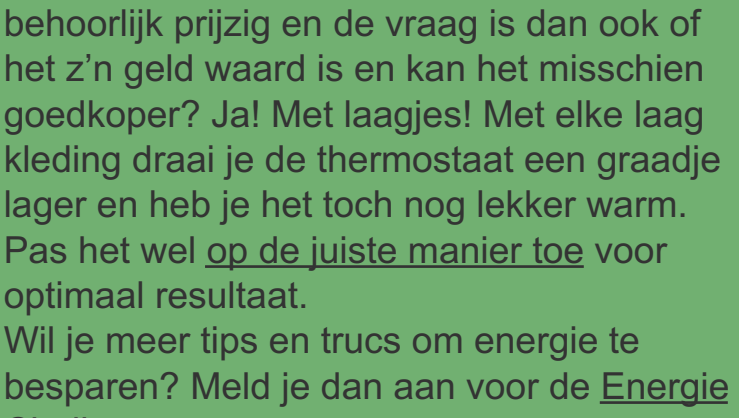 behoorlijk prijzig en de vraag is dan ook of
het z’n geld waard is en kan het misschien
goedkoper? Ja! Met laagjes! Met elke laag
kleding draai je de thermostaat een graadje
lager en heb je het toch nog lekker warm.
Pas het wel op de juiste manier toe voor
optimaal resultaat.
Wil je meer tips en trucs om energie te
besparen? Meld je dan aan voor de Energie